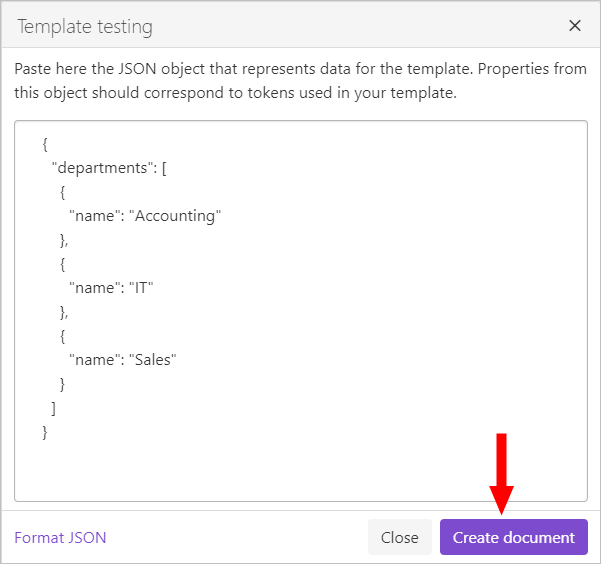 Template testing
Paste here the JSON object that represents data for the template. Properties from
this object should correspond to tokens used in your template.
{
"departments": [
{
"name": "Accounting"
},
{
"name": "IT"
},
{
"name": "Sales"
}
]
}
Format JSON
Close
Create document